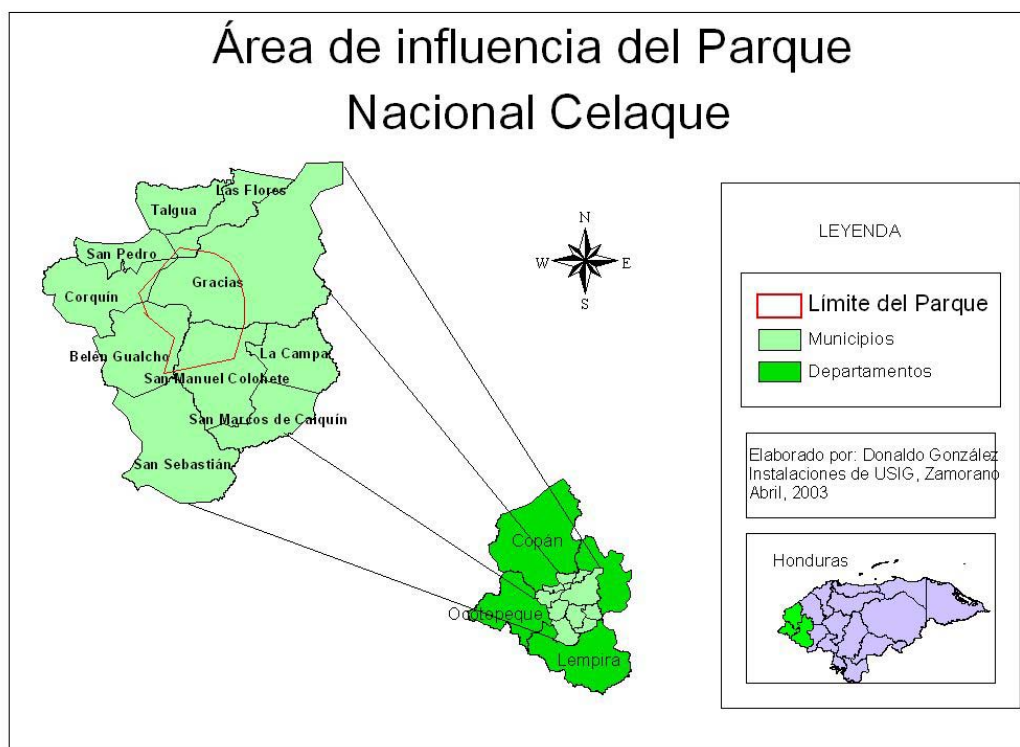 Área de influencia del Parque
Nacional Celaque
Las Flores
Talgua
San Pedro
Gracias
Corquín
Belén Gualcho
La Campa
San Manuel Colohete
San Marcos de Caiquín
San Sebastián
N
W
E
S
Copán
Ocotepeque
Lempira
LEYENDA
Límite del Parque
Municipios
Departamentos
Elaborado por: Donaldo González
Instalaciones de USIG, Zamorano
Abril, 2003
Honduras